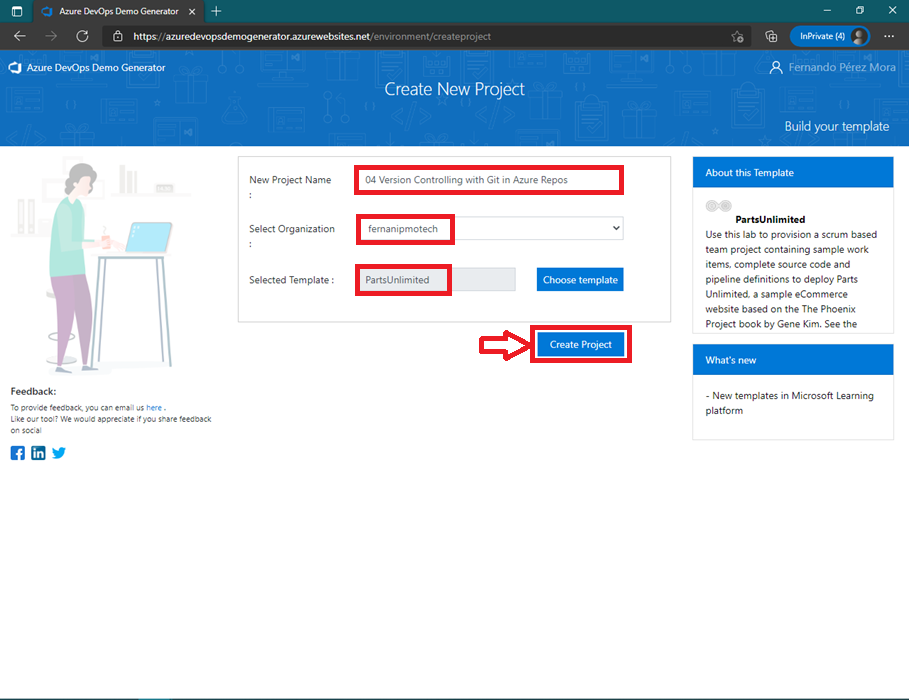 Azure DevOps Demo Generator
https://azuredevopsdemogenerator.azurewebsites.net/environment/createproject
InPrivate (4)
Azure DevOps Demo Generator
Fernando Pérez Mora
Create New Project
Build your template
New Project Name
:
04 Version Controlling with Git in Azure Repos
Select Organization
:
fernanipmotech
Selected Template :
PartsUnlimited
Choose template
Create Project
About this Template
PartsUnlimited
Use this lab to provision a scrum based
team project containing sample work
items, complete source code and
pipeline definitions to deploy Parts
Unlimited. a sample eCommerce
website based on the The Phoenix
Project book by Gene Kim. See the
What's new
- New templates in Microsoft Learning
platform
Feedback:
To provide feedback, you can email us here .
Like our tool? We would appreciate if you share feedback
on social